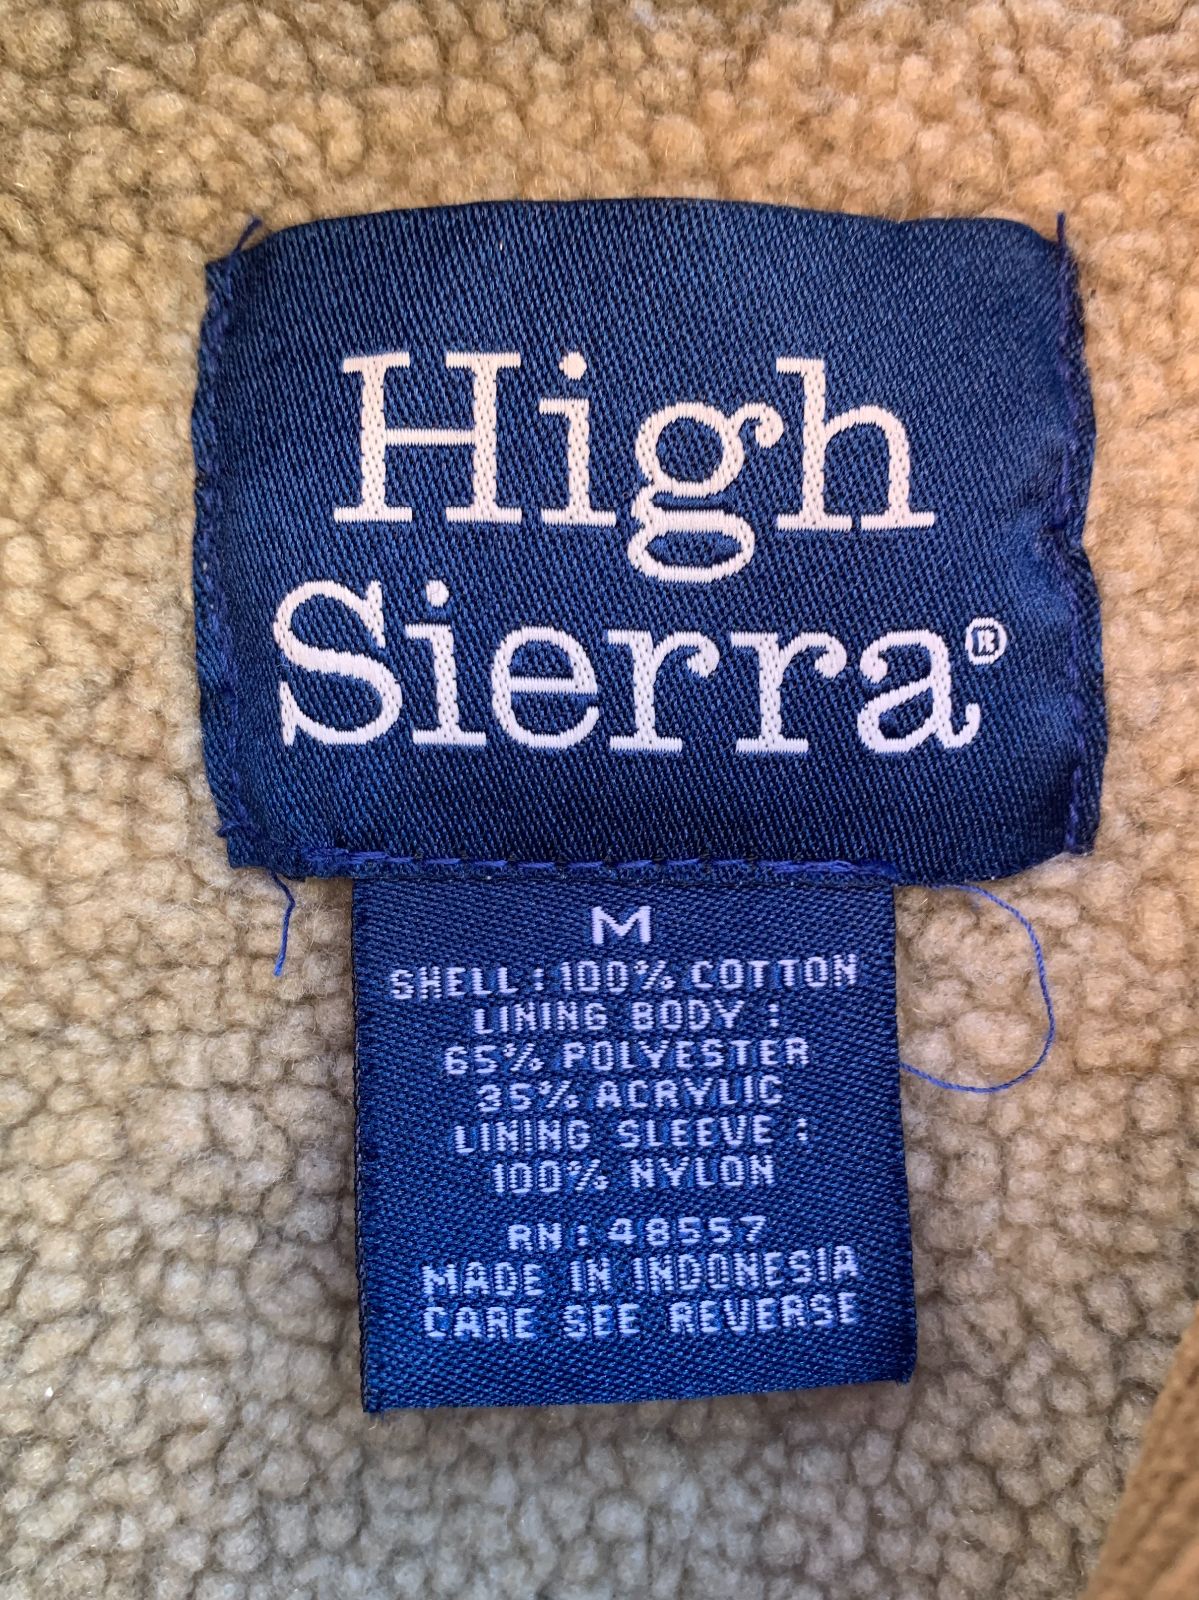 High
Sierra®
M
SHELL : 100% COTTON
LINING BODY :
65% POLYESTER
35% ACRYLIC
LINING SLEEVE :
100% NYLON
RN : 48557
MADE IN INDONESIA
CARE SEE REVERSE